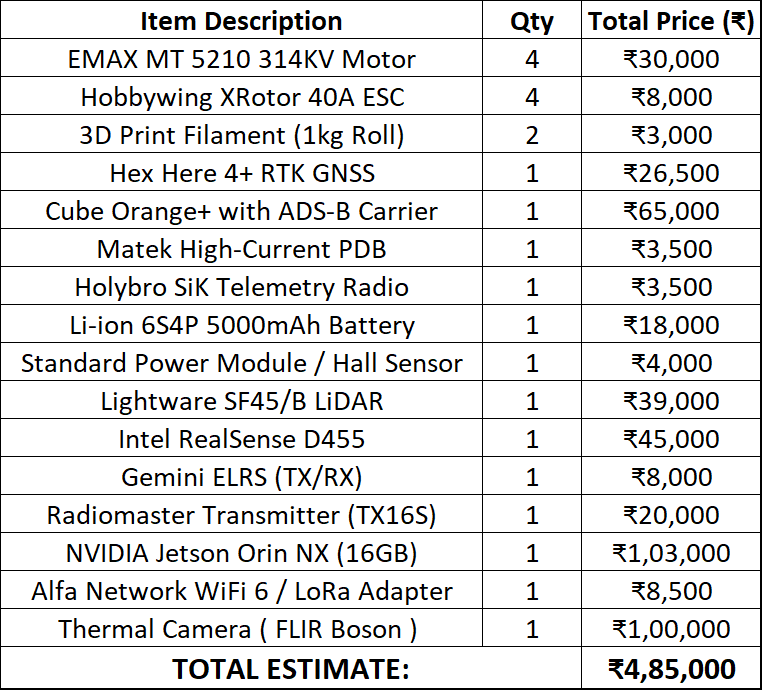 Item Description Qty Total Price (₹)
EMAX MT 5210 314KV Motor 4 ₹30,000
Hobbywing XRotor 40A ESC 4 ₹8,000
3D Print Filament (1kg Roll) 2 ₹3,000
Hex Here 4+ RTK GNSS 1 ₹26,500
Cube Orange+ with ADS-B Carrier 1 ₹65,000
Matek High-Current PDB 1 ₹3,500
Holybro SiK Telemetry Radio 1 ₹3,500
Li-ion 6S4P 5000mAh Battery 1 ₹18,000
Standard Power Module / Hall Sensor 1 ₹4,000
Lightware SF45/B LiDAR 1 ₹39,000
Intel RealSense D455 1 ₹45,000
Gemini ELRS (TX/RX) 1 ₹8,000
Radiomaster Transmitter (TX16S) 1 ₹20,000
NVIDIA Jetson Orin NX (16GB) 1 ₹1,03,000
Alfa Network WiFi 6 / LoRa Adapter 1 ₹8,500
Thermal Camera ( FLIR Boson ) 1 ₹1,00,000
TOTAL ESTIMATE: ₹4,85,000